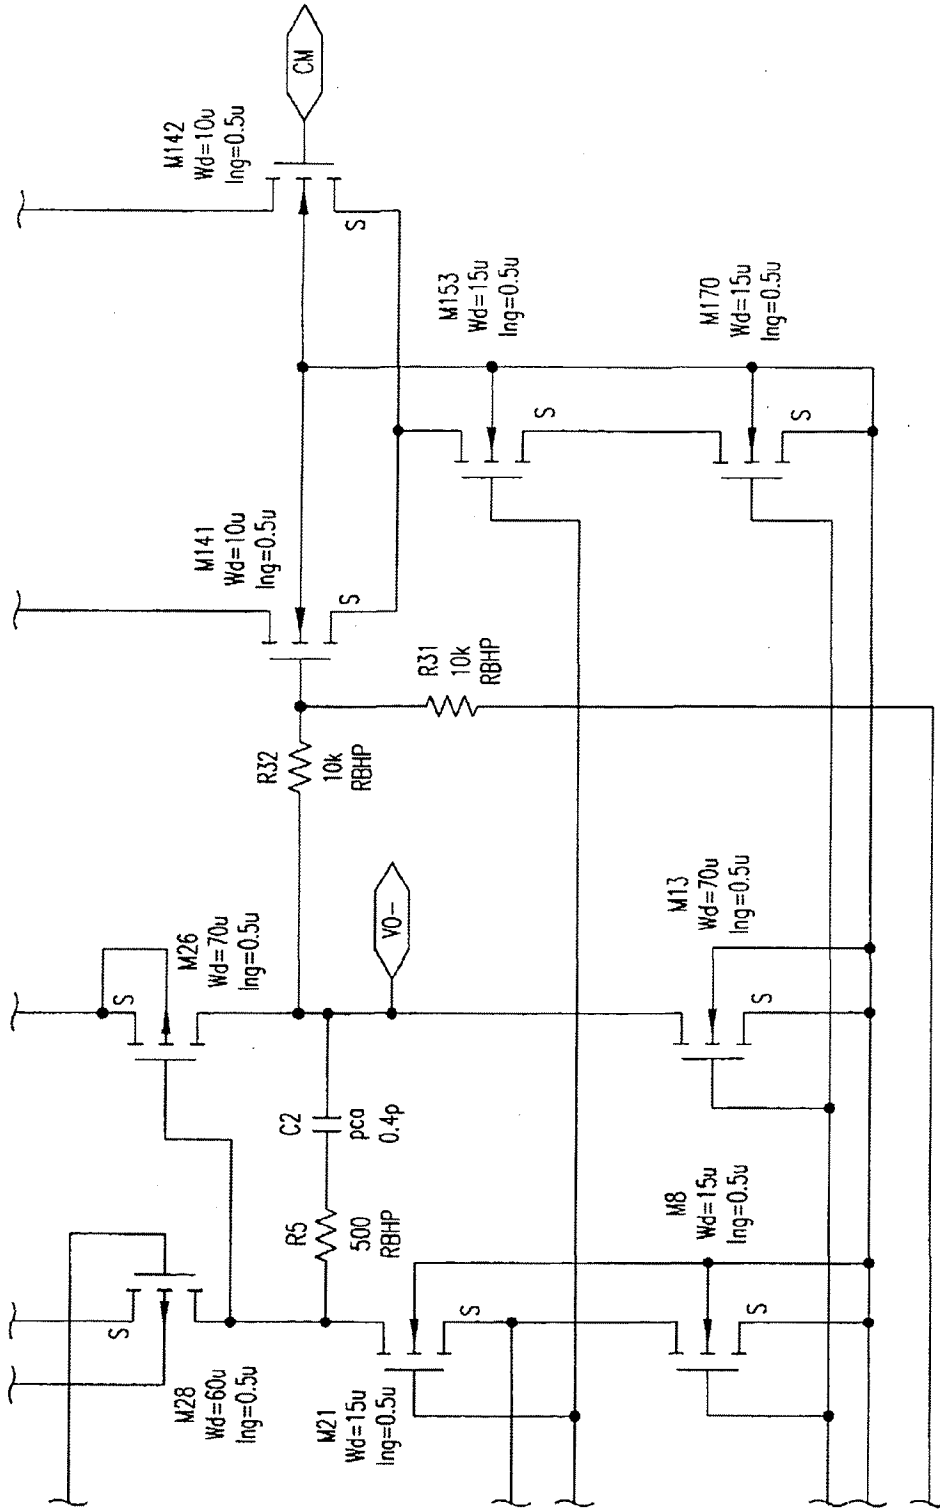 CM
M142
Wd=10u
lng=0.5u
S
M141
Wd=10u
lng=0.5u
S
M153
Wd=15u
lng=0.5u
S
M170
Wd=15u
lng=0.5u
S
R31
10k
RBHP
R32
10k
RBHP
M26
Wd=70u
lng=0.5u
S
VO-
M13
Wd=70u
lng=0.5u
S
C2
pca
0.4p
R5
500
RBHP
M8
Wd=15u
lng=0.5u
S
S
M28
Wd=60u
lng=0.5u
S
M21
Wd=15u
lng=0.5u